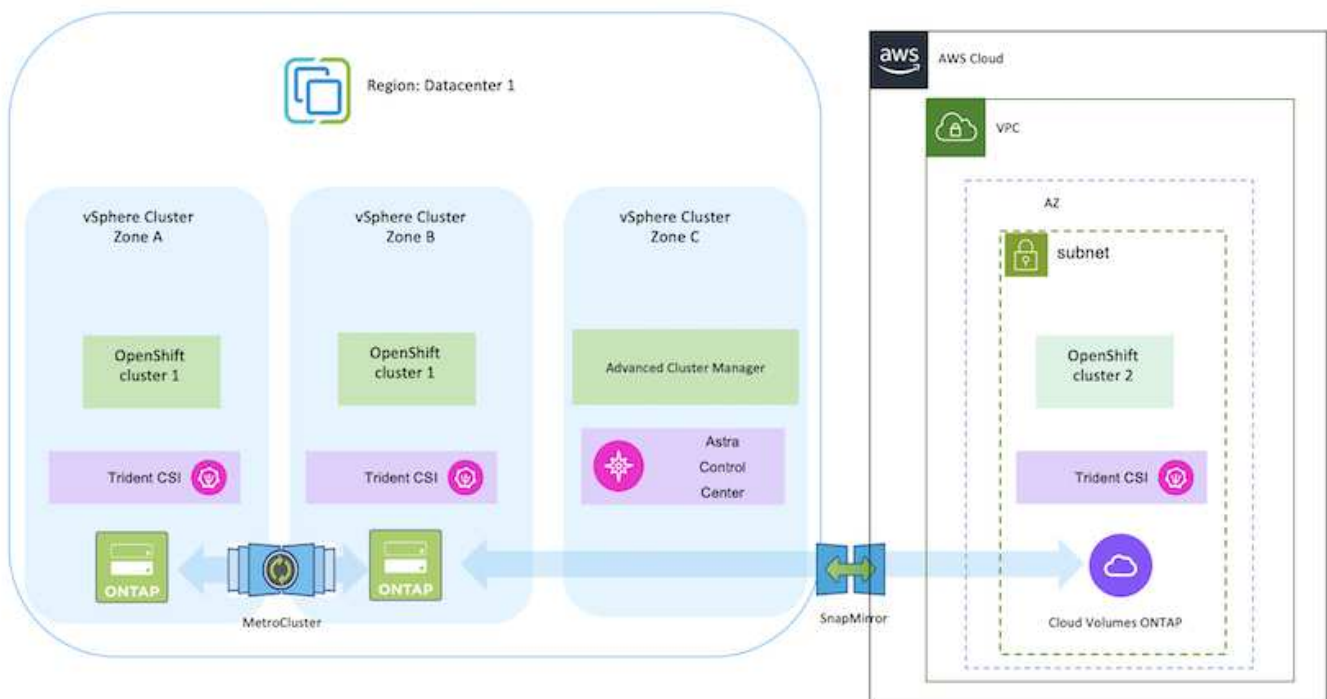 Region: Datacenter 1
vSphere Cluster
Zone A
OpenShift
cluster 1
Trident CSI
ONTAP
MetroCluster
vSphere Cluster
Zone B
OpenShift
cluster 1
Trident CSI
ONTAP
vSphere Cluster
Zone C
Advanced Cluster Manager
Astra
Control
Center
SnapMirror
aws
AWS Cloud
VPC
AZ
subnet
OpenShift
cluster 2
Trident CSI
Cloud Volumes ONTAP